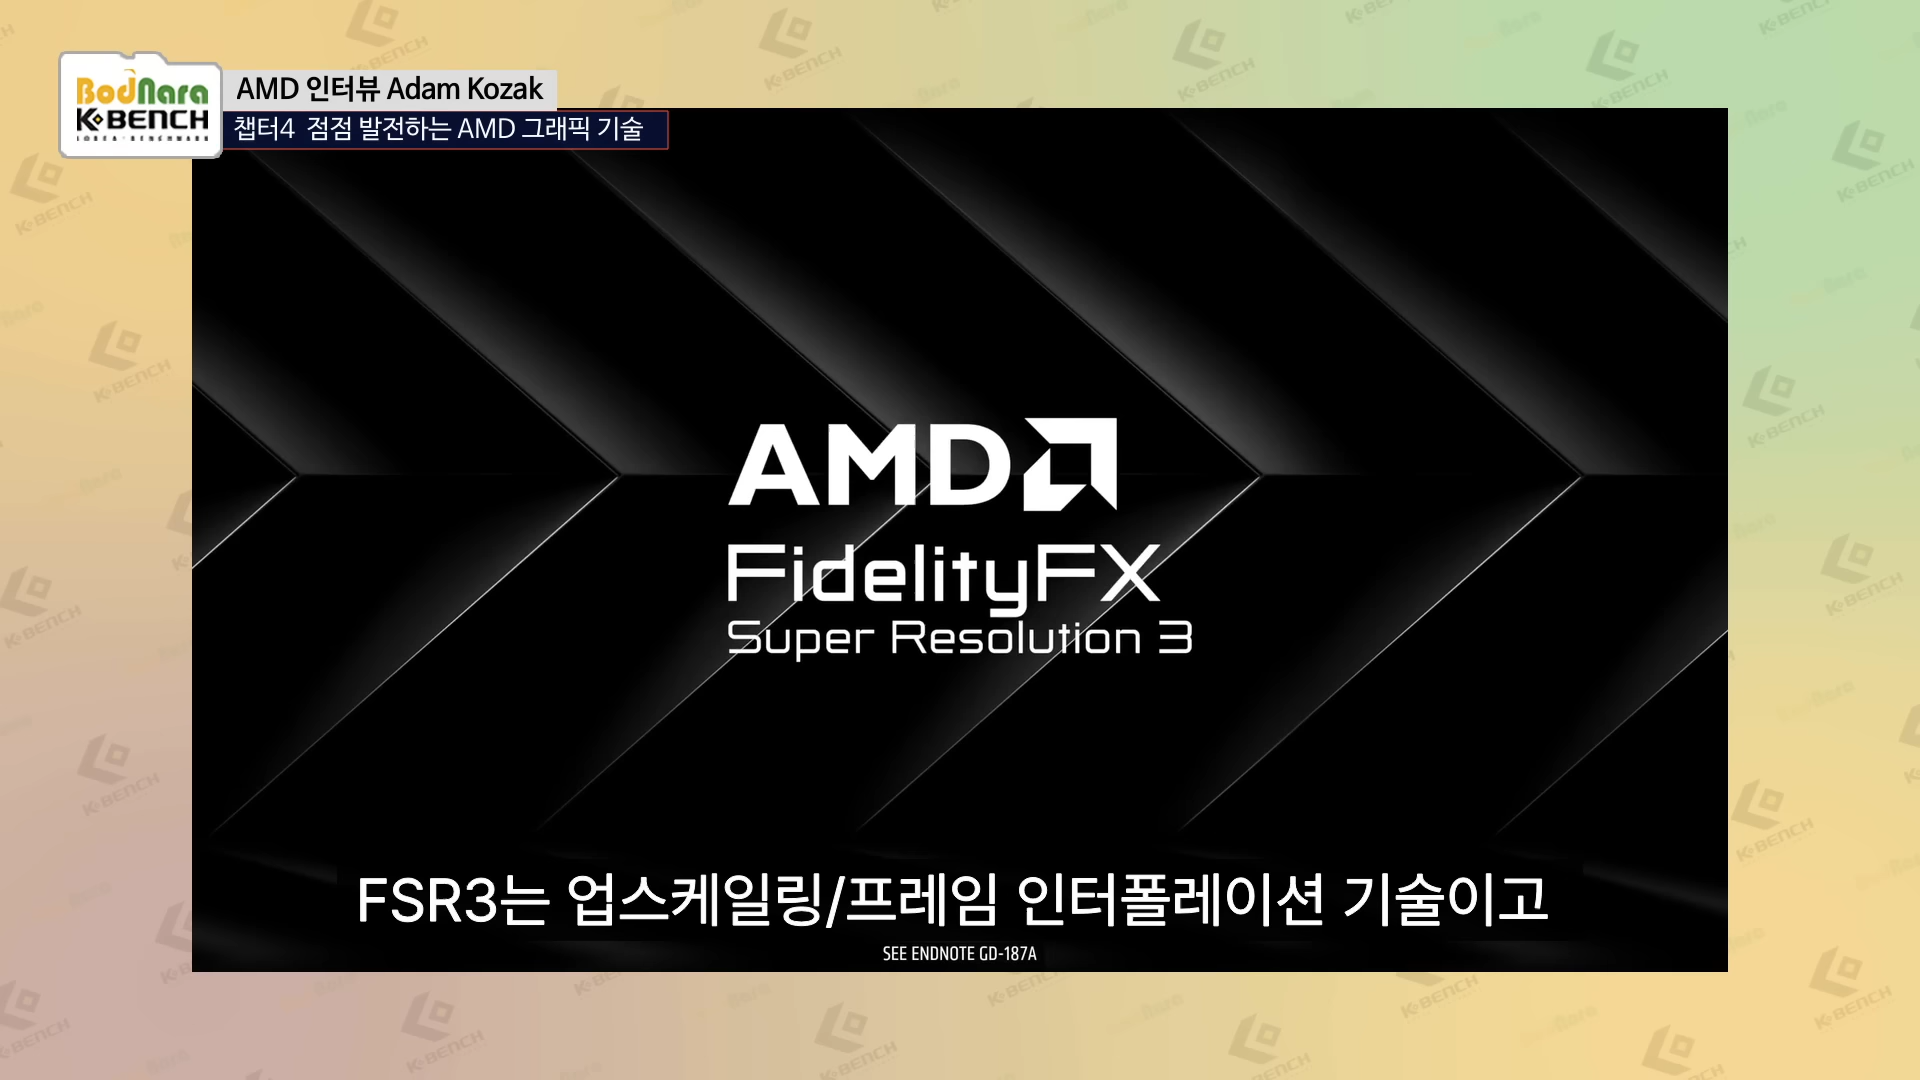 BodNara
K-BENCH
KOREA-BENCHMARK
AMD 인터뷰 Adam Kozak
챕터4 점점 발전하는 AMD 그래픽 기술
AMD
FidelityFX
Super Resolution 3
FSR3는 업스케일링/프레임 인터폴레이션 기술이고
SEE ENDNOTE GD-187A